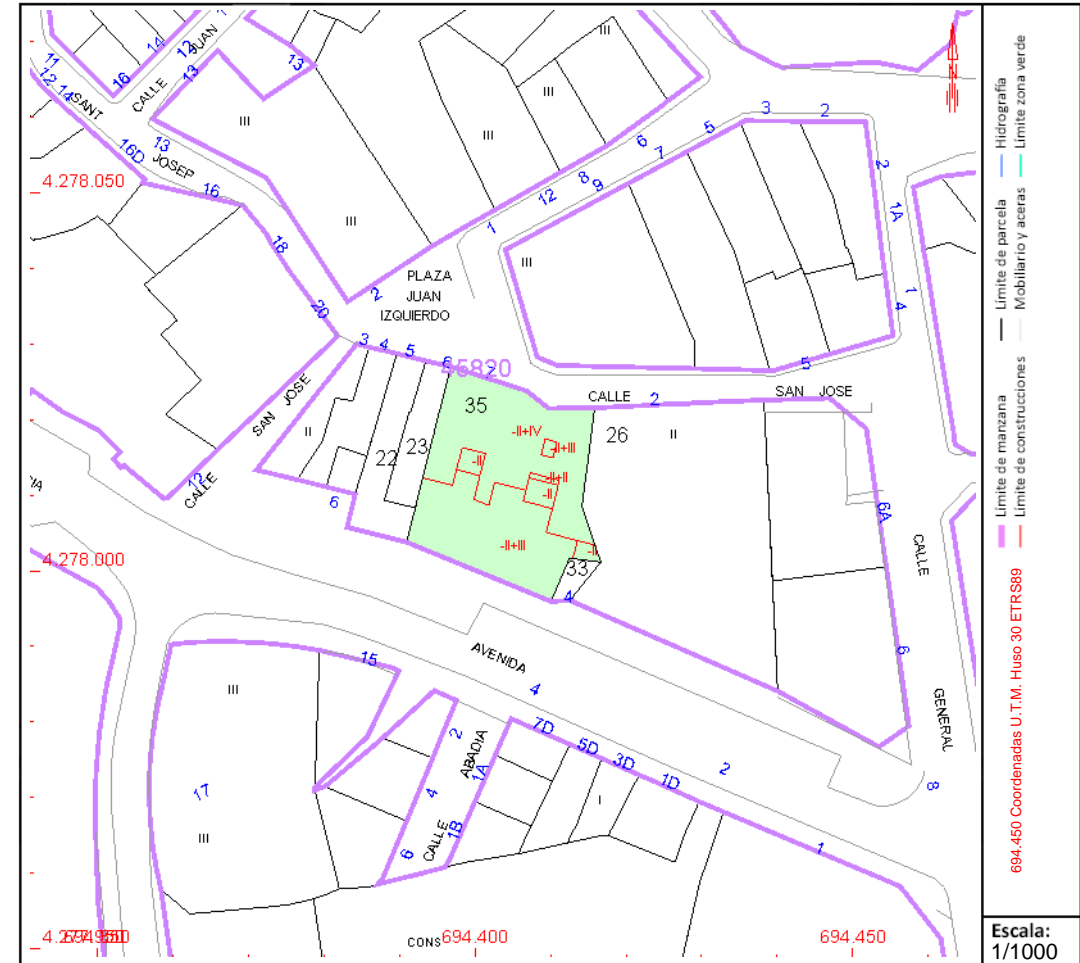 11
12
14
SANT
14
16
12
JUAN
1
CALLE
13
13
III
13
JOSEP
16D
16
18
20
III
III
III
III
4.278.050
6
8
12
1
5
7
9
3
2
2
1A
1
4
5
III
PLAZA
JUAN
IZQUIERDO
2
3
4
5
6
7
45820
SAN JOSE
CALLE
12
II
22
23
35
26
II
33
6
-II+IV
-II+III
-II
-II+II
-II
-II+III
-II
4
CALLE
2
SAN JOSE
6A
6
CALLE
GENERAL
8
4.278.000
AVENIDA
4
2
15
III
17
III
2
4
6
CALLE
ABADIA
1A
1B
7D
5D
3D
1D
I
1
CONS
694.400
694.450
Límite de manzana
Límite de parcela
Hidrografía
Límite de construcciones
Mobiliario y aceras
Límite zona verde
694.450 Coordenadas U.T.M. Huso 30 ETRS89
Escala:
1/1000